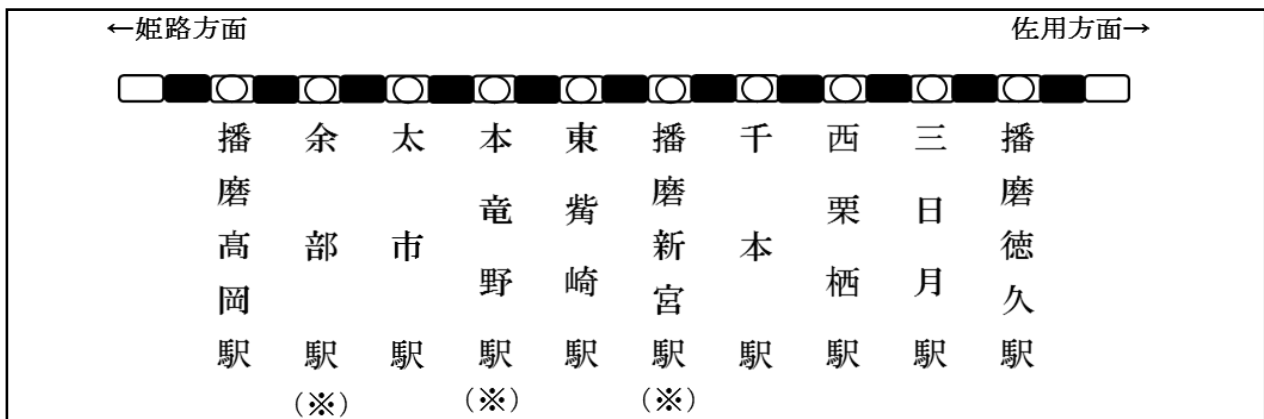 ←姫路方面
佐用方面→
播磨高岡駅
余部駅
(※)
太市駅
本竜野駅
(※)
東觜崎駅
播磨新宮駅
(※)
千本駅
西栗栖駅
三日月駅
播磨徳久駅